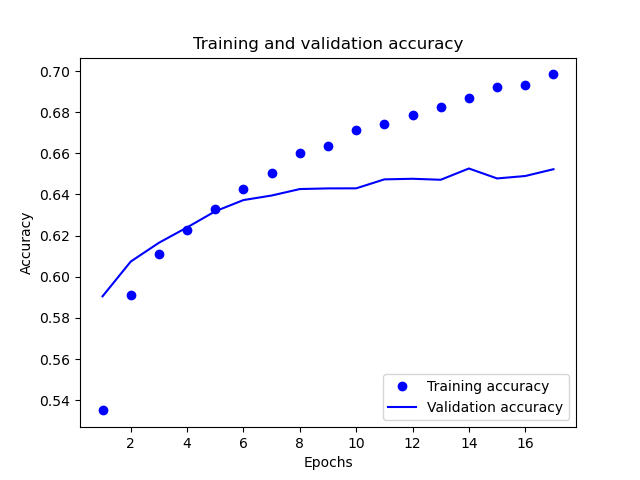 Training and validation accuracy
0.70
0.68
0.66
0.64
0.62
0.60
0.58
0.56
0.54
Accuracy
2 4 6 8 10 12 14 16
Epochs
Training accuracy
Validation accuracy